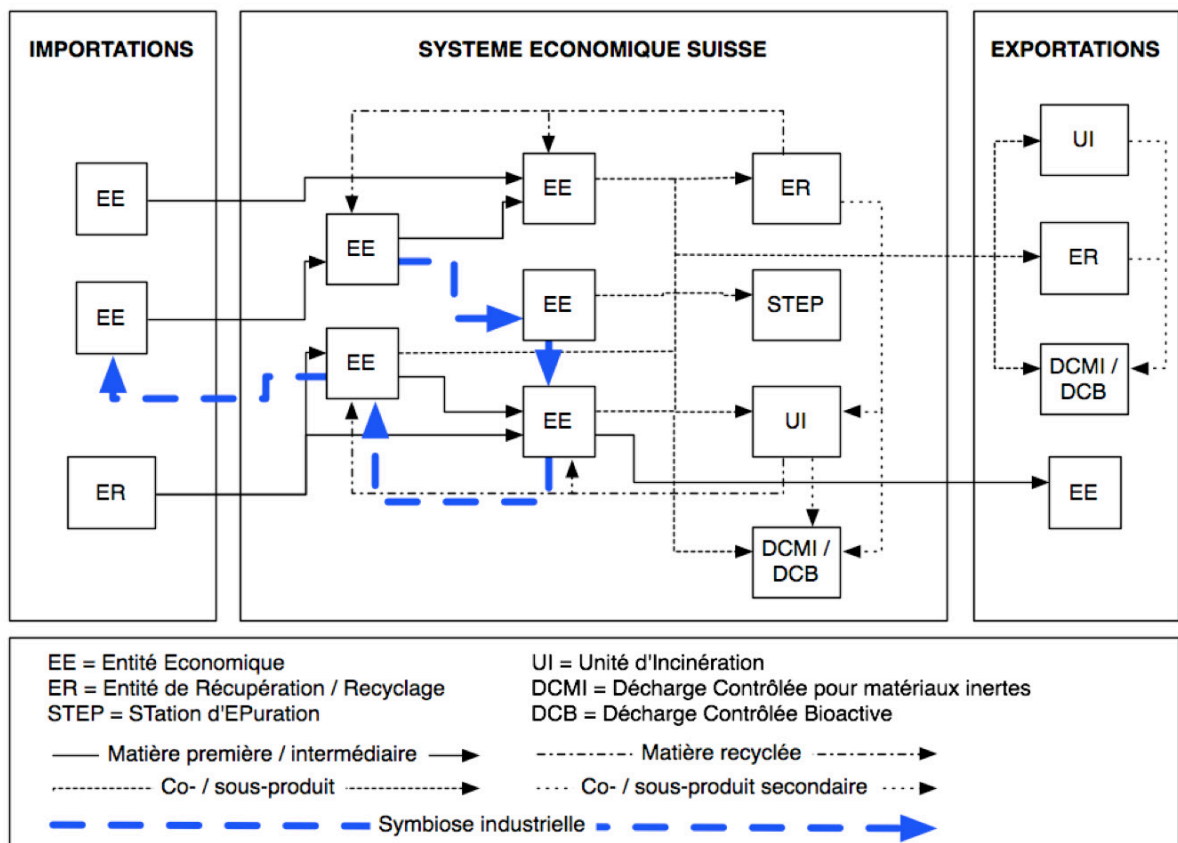 IMPORTATIONS
SYSTEME ECONOMIQUE SUISSE
EXPORTATIONS
UI
EE
EE
ER
EE
ER
EE
EE
STEP
EE
EE
DCMI /
DCB
EE
UI
ER
EE
DCMI /
DCB
EE = Entité Economique
ER = Entité de Récupération / Recyclage
STEP = STation d'EPuration
UI = Unité d'Incinération
DCMI = Décharge Contrôlée pour matériaux inertes
DCB = Décharge Contrôlée Bioactive
Matière première / intermédiaire
Matière recyclée
Co- / sous-produit
Co- / sous-produit secondaire
Symbiose industrielle